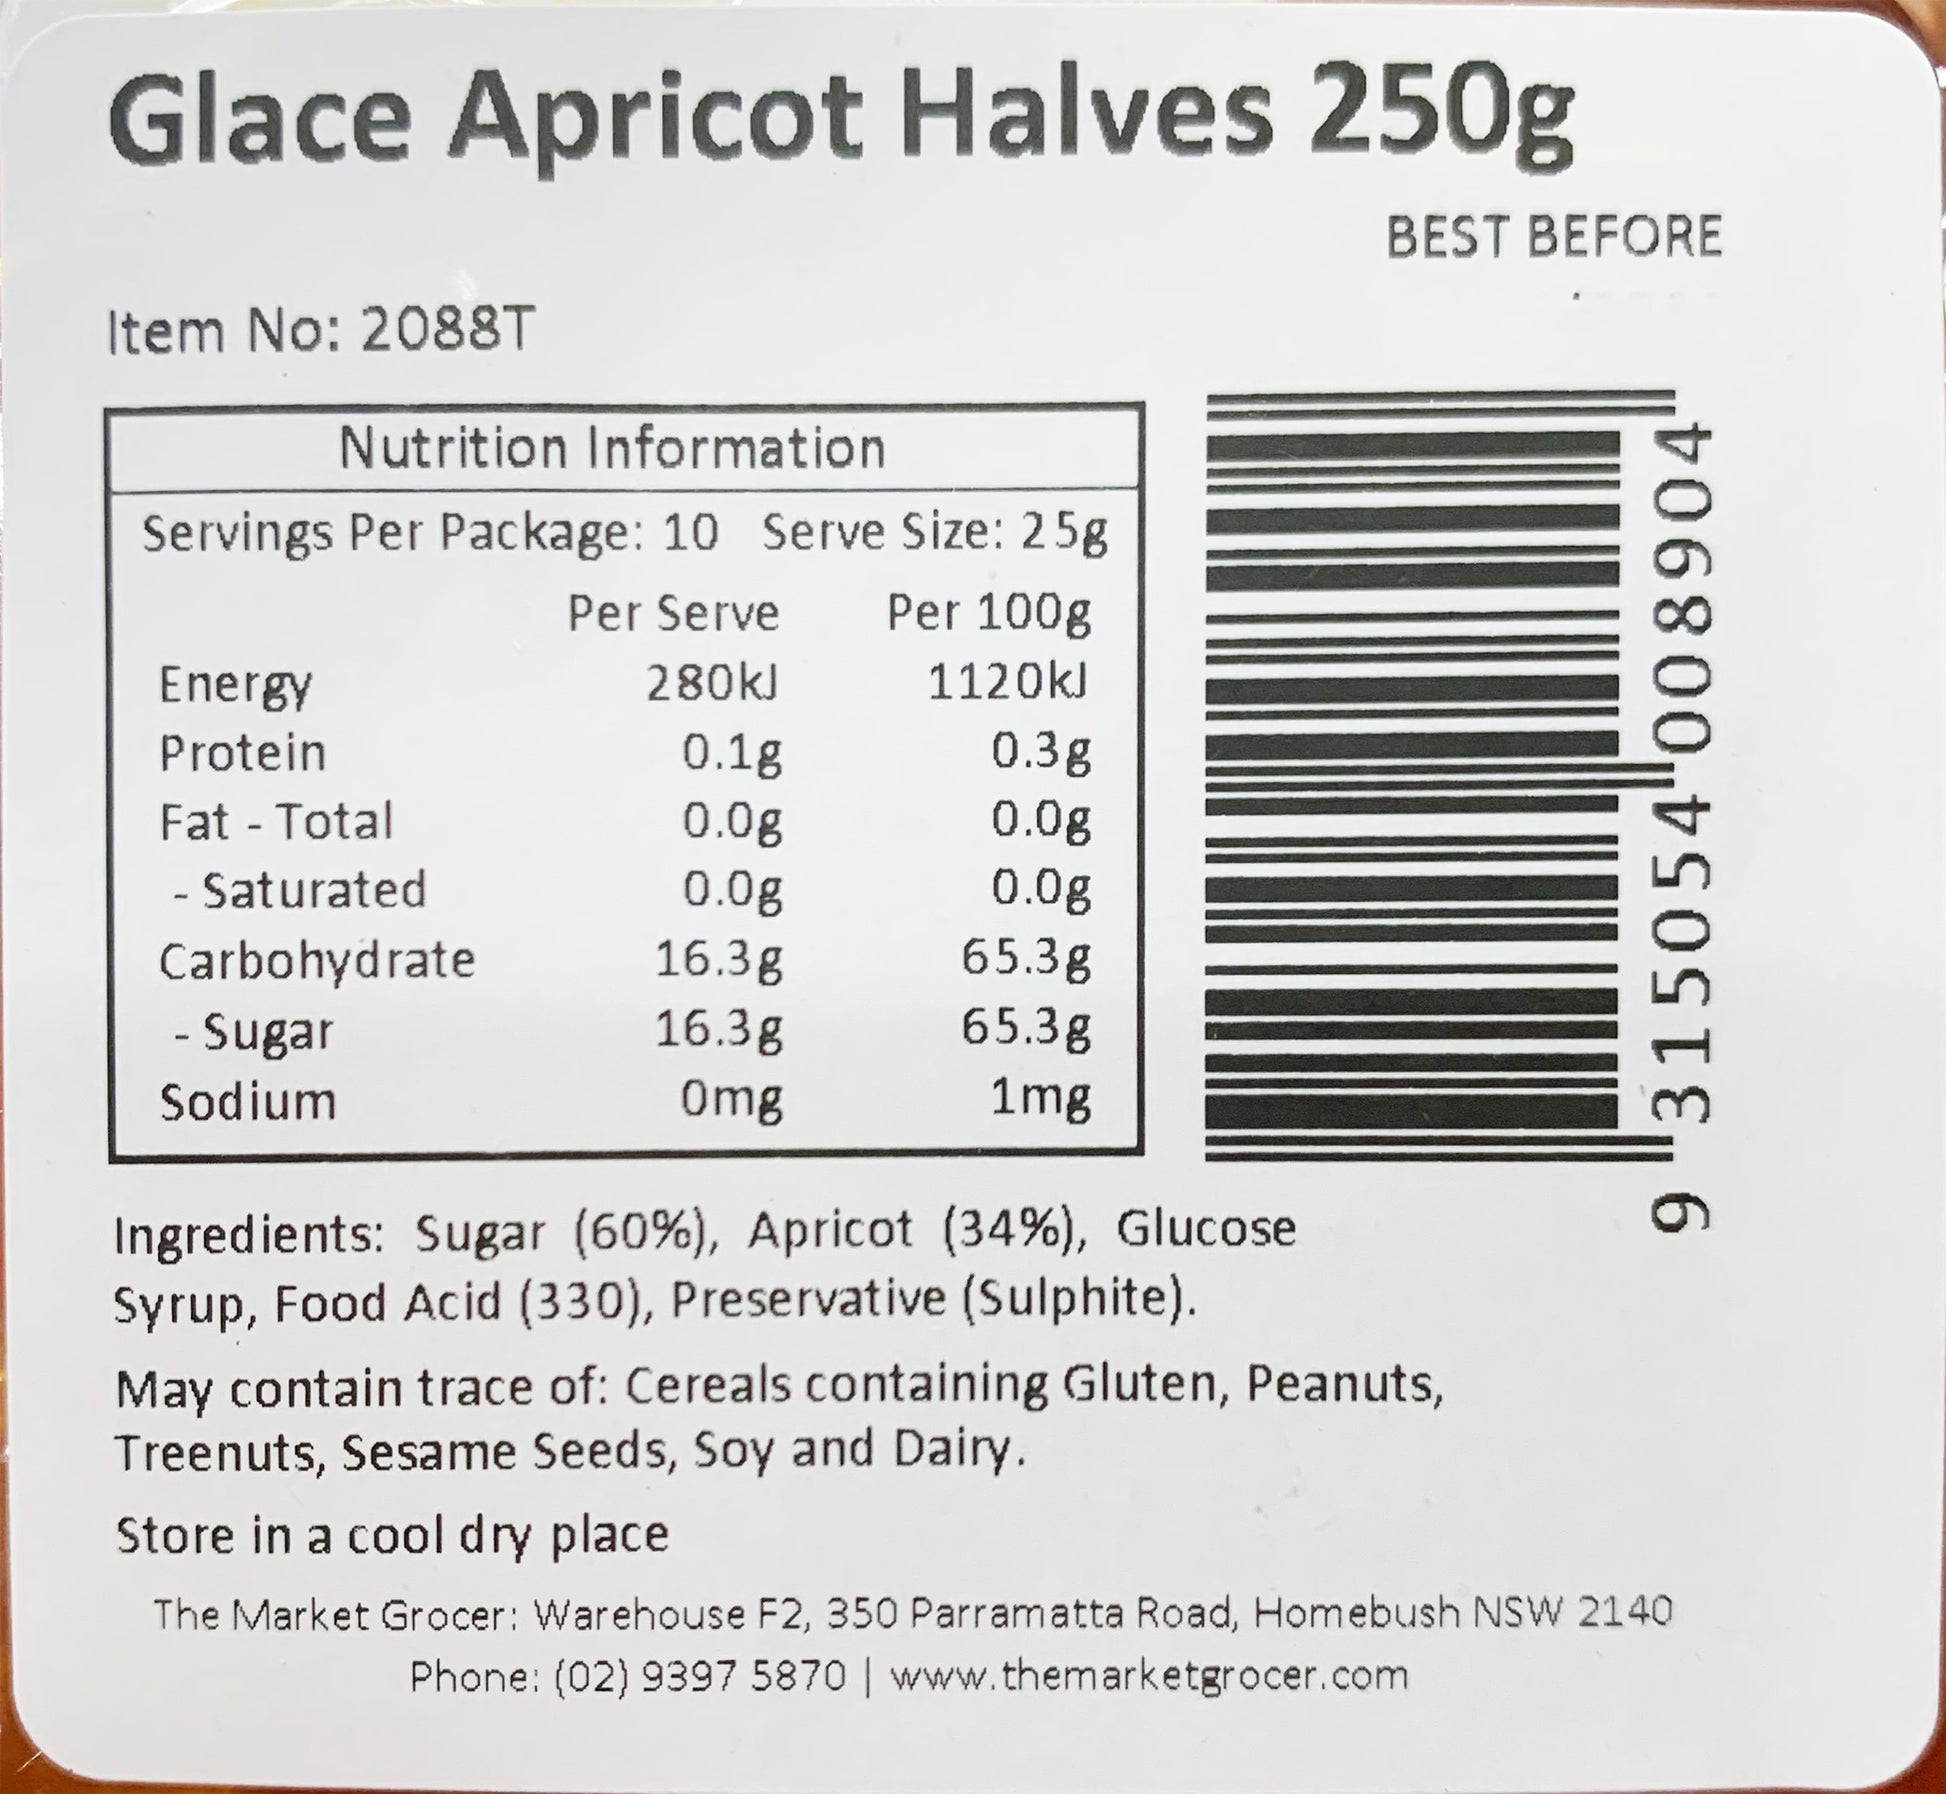 Glace Apricot Halves 250g
BEST BEFORE
Item No: 2088T
Nutrition Information
Servings Per Package: 10 Serve Size: 25g
Per Serve Per 100g
Energy 280kJ 1120kJ
Protein 0.1g 0.3g
Fat - Total 0.0g 0.0g
- Saturated 0.0g 0.0g
Carbohydrate 16.3g 65.3g
- Sugar 16.3g 65.3g
Sodium 0mg 1mg
9 315054 008904
Ingredients: Sugar (60%), Apricot (34%), Glucose
Syrup, Food Acid (330), Preservative (Sulphite).
May contain trace of: Cereals containing Gluten, Peanuts,
Treenuts, Sesame Seeds, Soy and Dairy.
Store in a cool dry place
The Market Grocer: Warehouse F2, 350 Parramatta Road, Homebush NSW 2140
Phone: (02) 9397 5870 | www.themarketgrocer.com